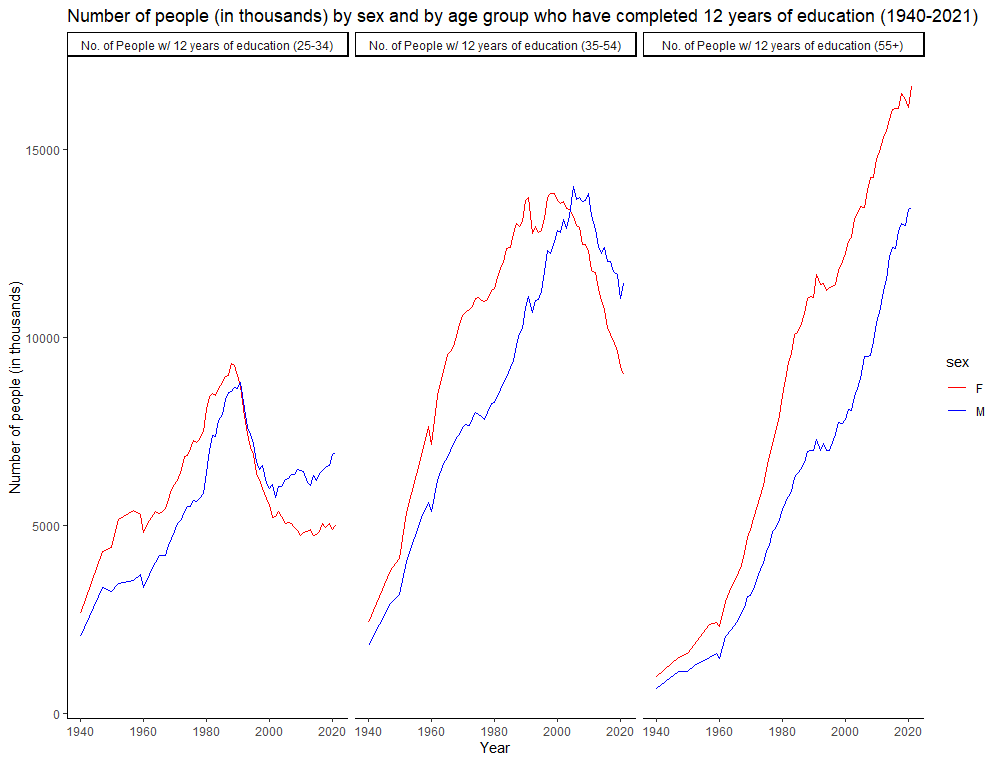 Number of people (in thousands) by sex and by age group who have completed 12 years of education (1940-2021)
No. of People w/ 12 years of education (25-34)
No. of People w/ 12 years of education (35-54)
No. of People w/ 12 years of education (55+)
Number of people (in thousands)
15000
10000
5000
0
1940 1960 1980 2000 2020
1940 1960 1980 2000 2020
1940 1960 1980 2000 2020
Year
sex
F
M